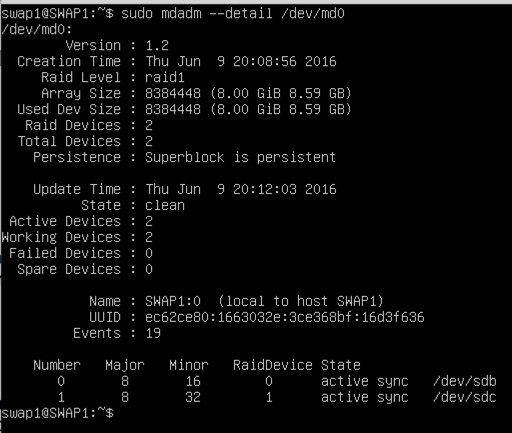 swap1@SWAP1:~$ sudo mdadm --detail /dev/md0
/dev/md0:
Version : 1.2
Creation Time : Thu Jun  9 20:08:56 2016
Raid Level : raid1
Array Size : 8384448 (8.00 GiB 8.59 GB)
Used Dev Size : 8384448 (8.00 GiB 8.59 GB)
Raid Devices : 2
Total Devices : 2
Persistence : Superblock is persistent
Update Time : Thu Jun  9 20:12:03 2016
State : clean
Active Devices : 2
Working Devices : 2
Failed Devices : 0
Spare Devices : 0
Name : SWAP1:0  (local to host SWAP1)
UUID : ec62ce80:1663032e:3ce368bf:16d3f636
Events : 19
Number   Major   Minor   RaidDevice State
0       8       16        0      active sync   /dev/sdb
1       8       32        1      active sync   /dev/sdc
swap1@SWAP1:~$